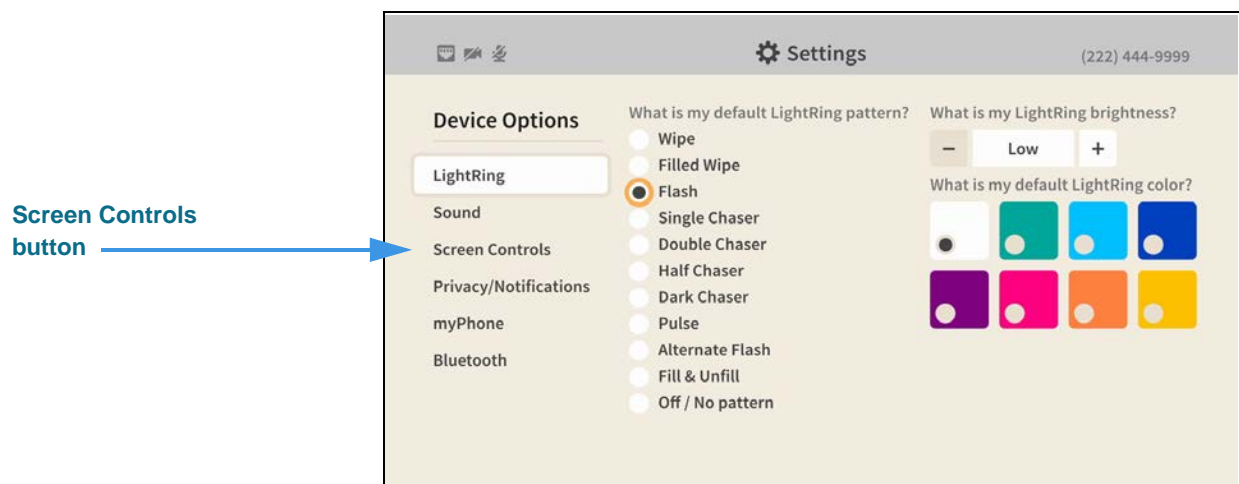 Settings
(222) 444-9999
Device Options
LightRing
Sound
Screen Controls
Privacy/Notifications
myPhone
Bluetooth
What is my default LightRing pattern?
Wipe
Filled Wipe
Flash
Single Chaser
Double Chaser
Half Chaser
Dark Chaser
Pulse
Alternate Flash
Fill & Unfill
Off / No pattern
What is my LightRing brightness?
− Low +
What is my default LightRing color?
Screen Controls
button